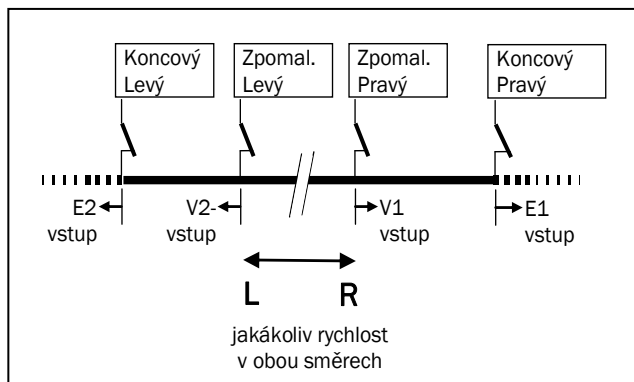 Koncový
Levý
Zpomal.
Levý
Zpomal.
Pravý
Koncový
Pravý
E2
vstup
V2-
vstup
V1
vstup
E1
vstup
L
R
jakákoliv rychlost
v obou směrech